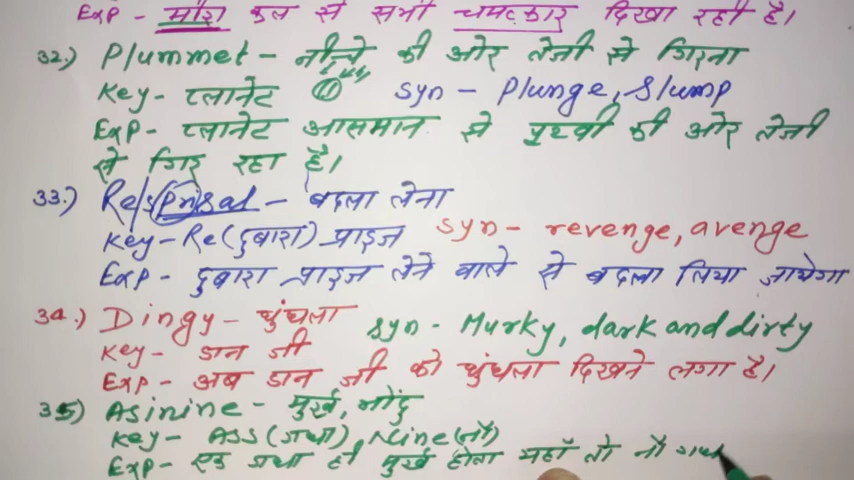 Exp - मोरा कुल से सभी चमत्कार दिखा रही है।
32.) Plummet - नीचे की ओर तेजी से गिरना
Key - प्लानेट syn - Plunge, Slump
Exp - प्लानेट आसमान से पृथ्वी की ओर तेजी
से गिर रहा है।
33.) Re/sprisal - बदला लेना
Key - Re(दुबारा) प्राइज syn - revenge, avenge
Exp - दुबारा प्राइज लेने वाले से बदला लिया जायेगा
34.) Dingy - धुंधला syn - Murky, dark and dirty
Key - डान जी
Exp - अब डान जी को धुंधला दिखने लगा है।
35) Asinine - मुर्ख, भोंदु
Key - Ass(गधा), Nine(नौ)
Exp - एक गधा ही मुर्ख होता यहाँ तो नौ